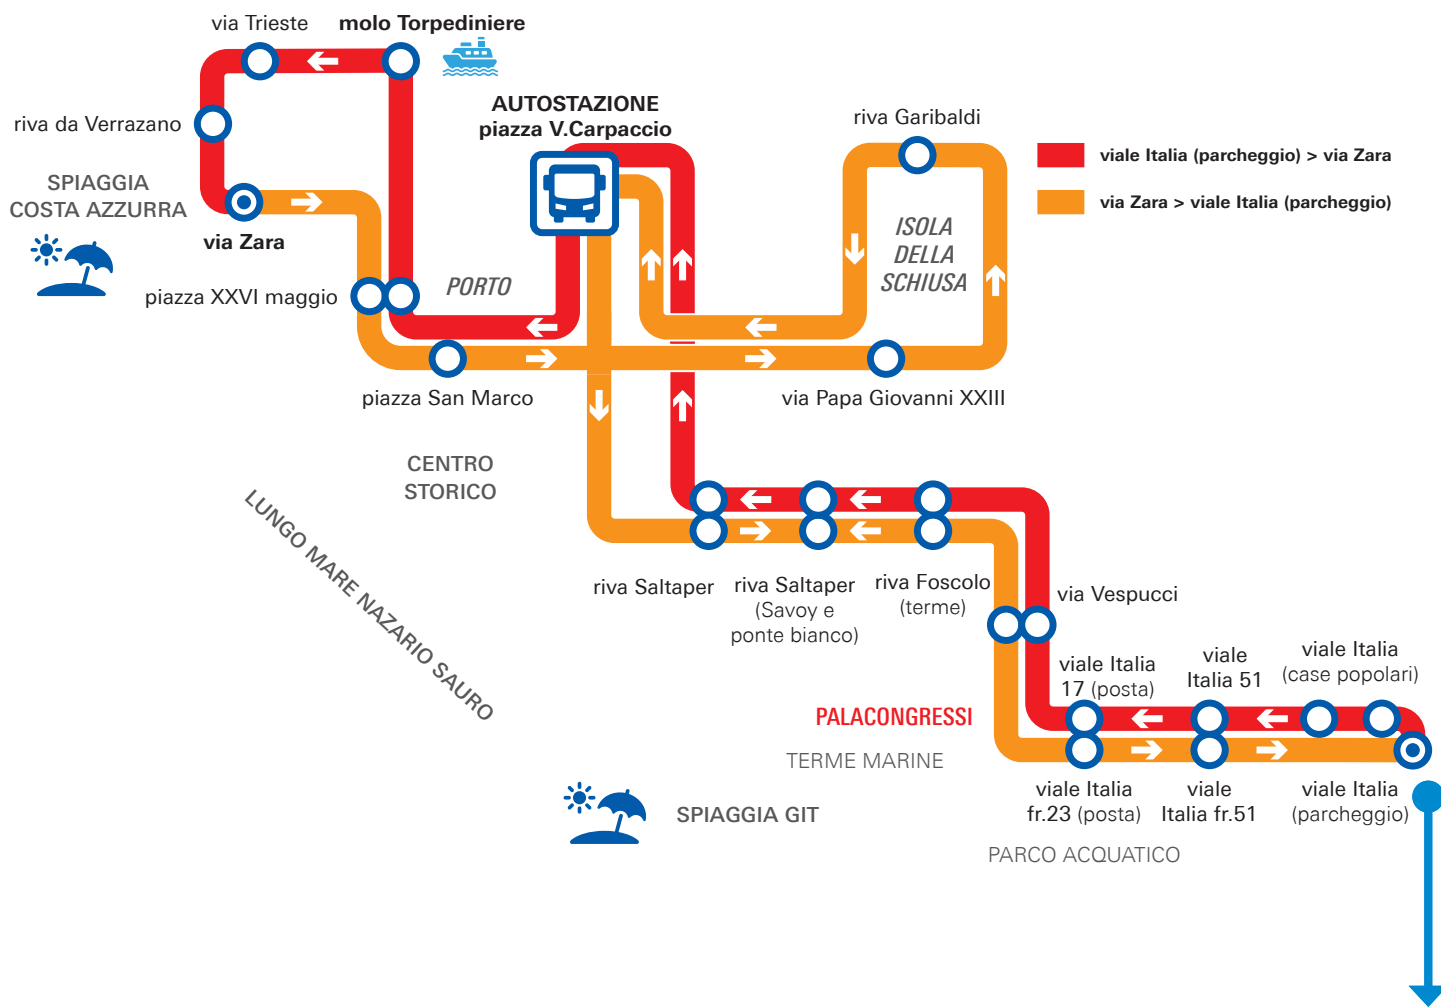 via Trieste
molo Torpediniere
riva da Verrazano
SPIAGGIA
COSTA AZZURRA
via Zara
piazza XXVI maggio
PORTO
AUTOSTAZIONE
piazza V.Carpaccio
riva Garibaldi
ISOLA
DELLA
SCHIUSA
viale Italia (parcheggio) > via Zara
via Zara > viale Italia (parcheggio)
piazza San Marco
via Papa Giovanni XXIII
CENTRO
STORICO
LUNGO MARE NAZARIO SAURO
riva Saltaper
riva Saltaper
(Savoy e
ponte bianco)
riva Foscolo
(terme)
via Vespucci
viale Italia
17 (posta)
viale
Italia 51
viale Italia
(case popolari)
PALACONGRESSI
TERME MARINE
viale Italia
fr.23 (posta)
viale
Italia fr.51
viale Italia
(parcheggio)
SPIAGGIA GIT
PARCO ACQUATICO